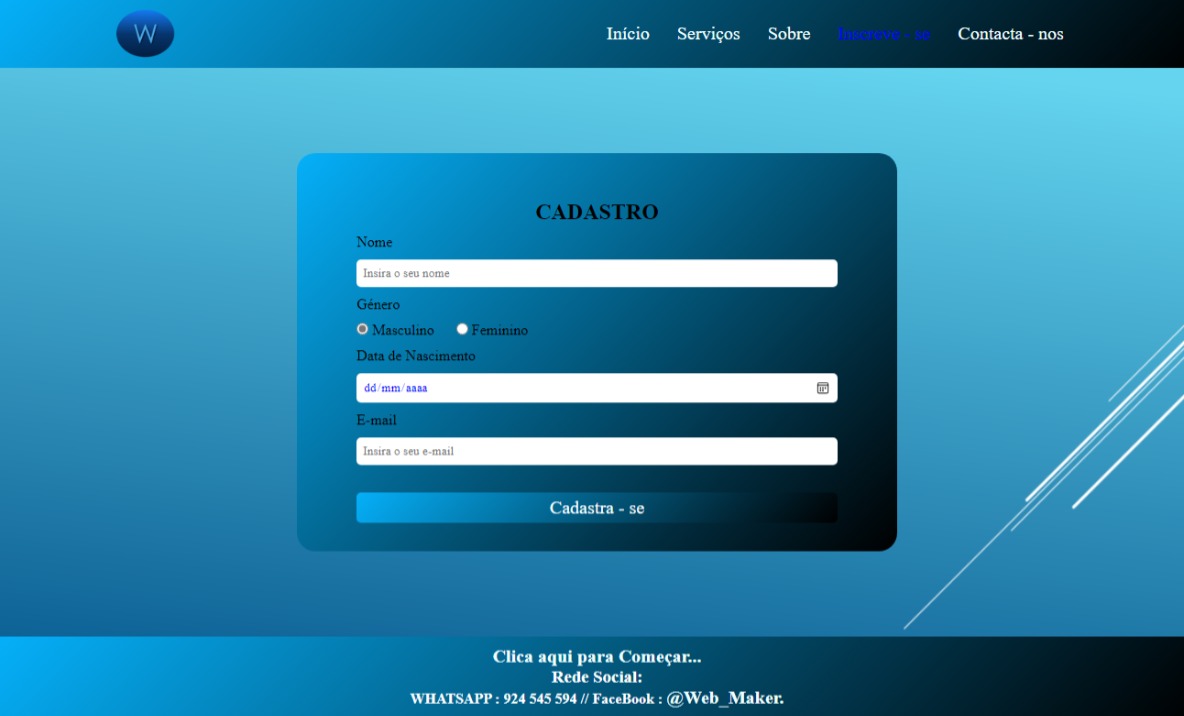 W
Início Serviços Sobre Inscreve - se Contacta - nos
CADASTRO
Nome
Insira o seu nome
Género
Masculino Feminino
Data de Nascimento
dd/mm/aaaa
E-mail
Insira o seu e-mail
Cadastra - se
Clica aqui para Começar...
Rede Social:
WHATSAPP : 924 545 594 // FaceBook : @Web_Maker.